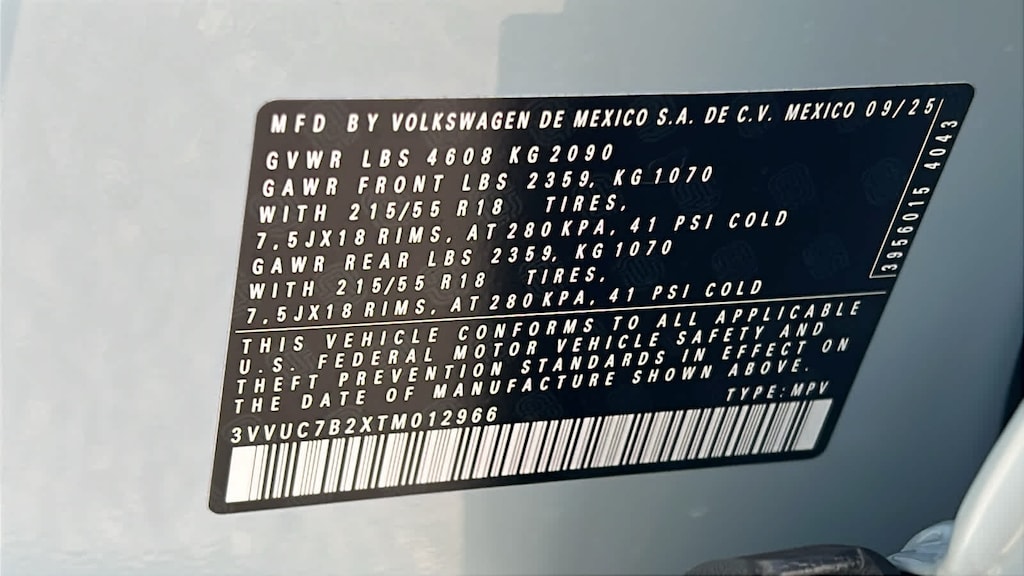 MFD BY VOLKSWAGEN DE MEXICO S.A. DE C.V. MEXICO 09/25
GVWR LBS 4608 KG 2090
GAWR FRONT LBS 2359, KG 1070
WITH 215/55 R18 TIRES,
7,5JX18 RIMS, AT 280 KPA, 41 PSI COLD
GAWR REAR LBS 2359, KG 1070
WITH 215/55 R18 TIRES,
7,5JX18 RIMS, AT 280 KPA, 41 PSI COLD
3956015 4043
THIS VEHICLE CONFORMS TO ALL APPLICABLE
U.S. FEDERAL MOTOR VEHICLE SAFETY AND
THEFT PREVENTION STANDARDS IN EFFECT ON
THE DATE OF MANUFACTURE SHOWN ABOVE.
TYPE: MPV
3VVUC7B2XTM012966